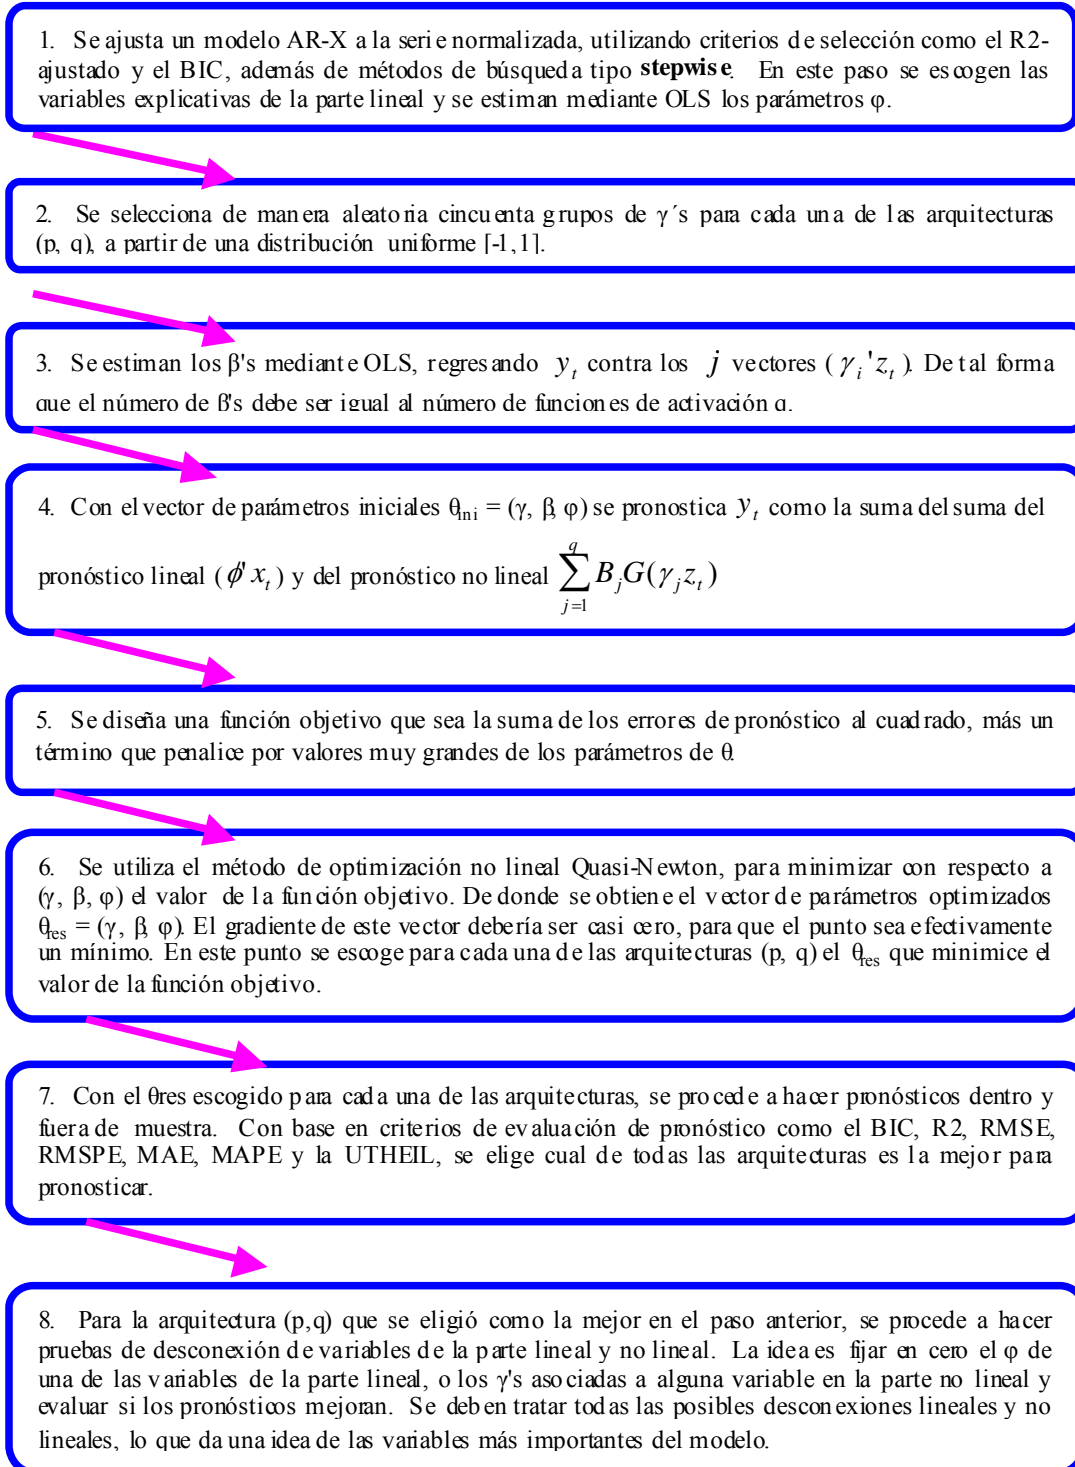 1. Se ajusta un modelo AR-X a la serie normalizada, utilizando criterios de selección como el R2-
ajustado y el BIC, además de métodos de búsqueda tipo stepwise. En este paso se escogen las
variables explicativas de la parte lineal y se estiman mediante OLS los parámetros φ.
2. Se selecciona de manera aleatoria cincuenta grupos de γ´s para cada una de las arquitecturas
(p, q), a partir de una distribución uniforme [-1,1].
3. Se estiman los β's mediante OLS, regresando y_t contra los j vectores (γ_i'z_t). De tal forma
que el número de β's debe ser igual al número de funciones de activación q.
4. Con el vector de parámetros iniciales θ_ini = (γ, β, φ) se pronostica y_t como la suma del suma del
pronóstico lineal (ϕ'x_t) y del pronóstico no lineal \sum_{j=1}^{q} B_jG(γ_jz_t)
5. Se diseña una función objetivo que sea la suma de los errores de pronóstico al cuadrado, más un
término que penalice por valores muy grandes de los parámetros de θ.
6. Se utiliza el método de optimización no lineal Quasi-Newton, para minimizar con respecto a
(γ, β, φ) el valor de la función objetivo. De donde se obtiene el vector de parámetros optimizados
θ_res = (γ, β, φ). El gradiente de este vector debería ser casi cero, para que el punto sea efectivamente
un mínimo. En este punto se escoge para cada una de las arquitecturas (p, q) el θ_res que minimice el
valor de la función objetivo.
7. Con el θres escogido para cada una de las arquitecturas, se procede a hacer pronósticos dentro y
fuera de muestra. Con base en criterios de evaluación de pronóstico como el BIC, R2, RMSE,
RMSPE, MAE, MAPE y la UTHEIL, se elige cual de todas las arquitecturas es la mejor para
pronosticar.
8. Para la arquitectura (p,q) que se eligió como la mejor en el paso anterior, se procede a hacer
pruebas de desconexión de variables de la parte lineal y no lineal. La idea es fijar en cero el φ de
una de las variables de la parte lineal, o los γ's asociadas a alguna variable en la parte no lineal y
evaluar si los pronósticos mejoran. Se deben tratar todas las posibles desconexiones lineales y no
lineales, lo que da una idea de las variables más importantes del modelo.